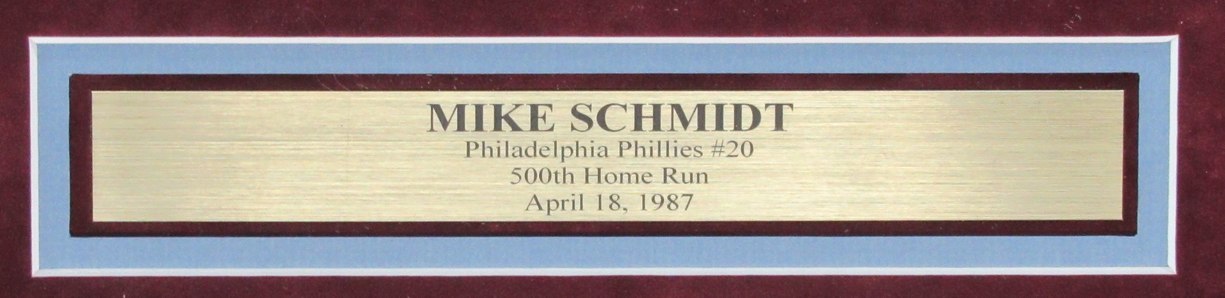 MIKE SCHMIDT
Philadelphia Phillies #20
500th Home Run
April 18, 1987